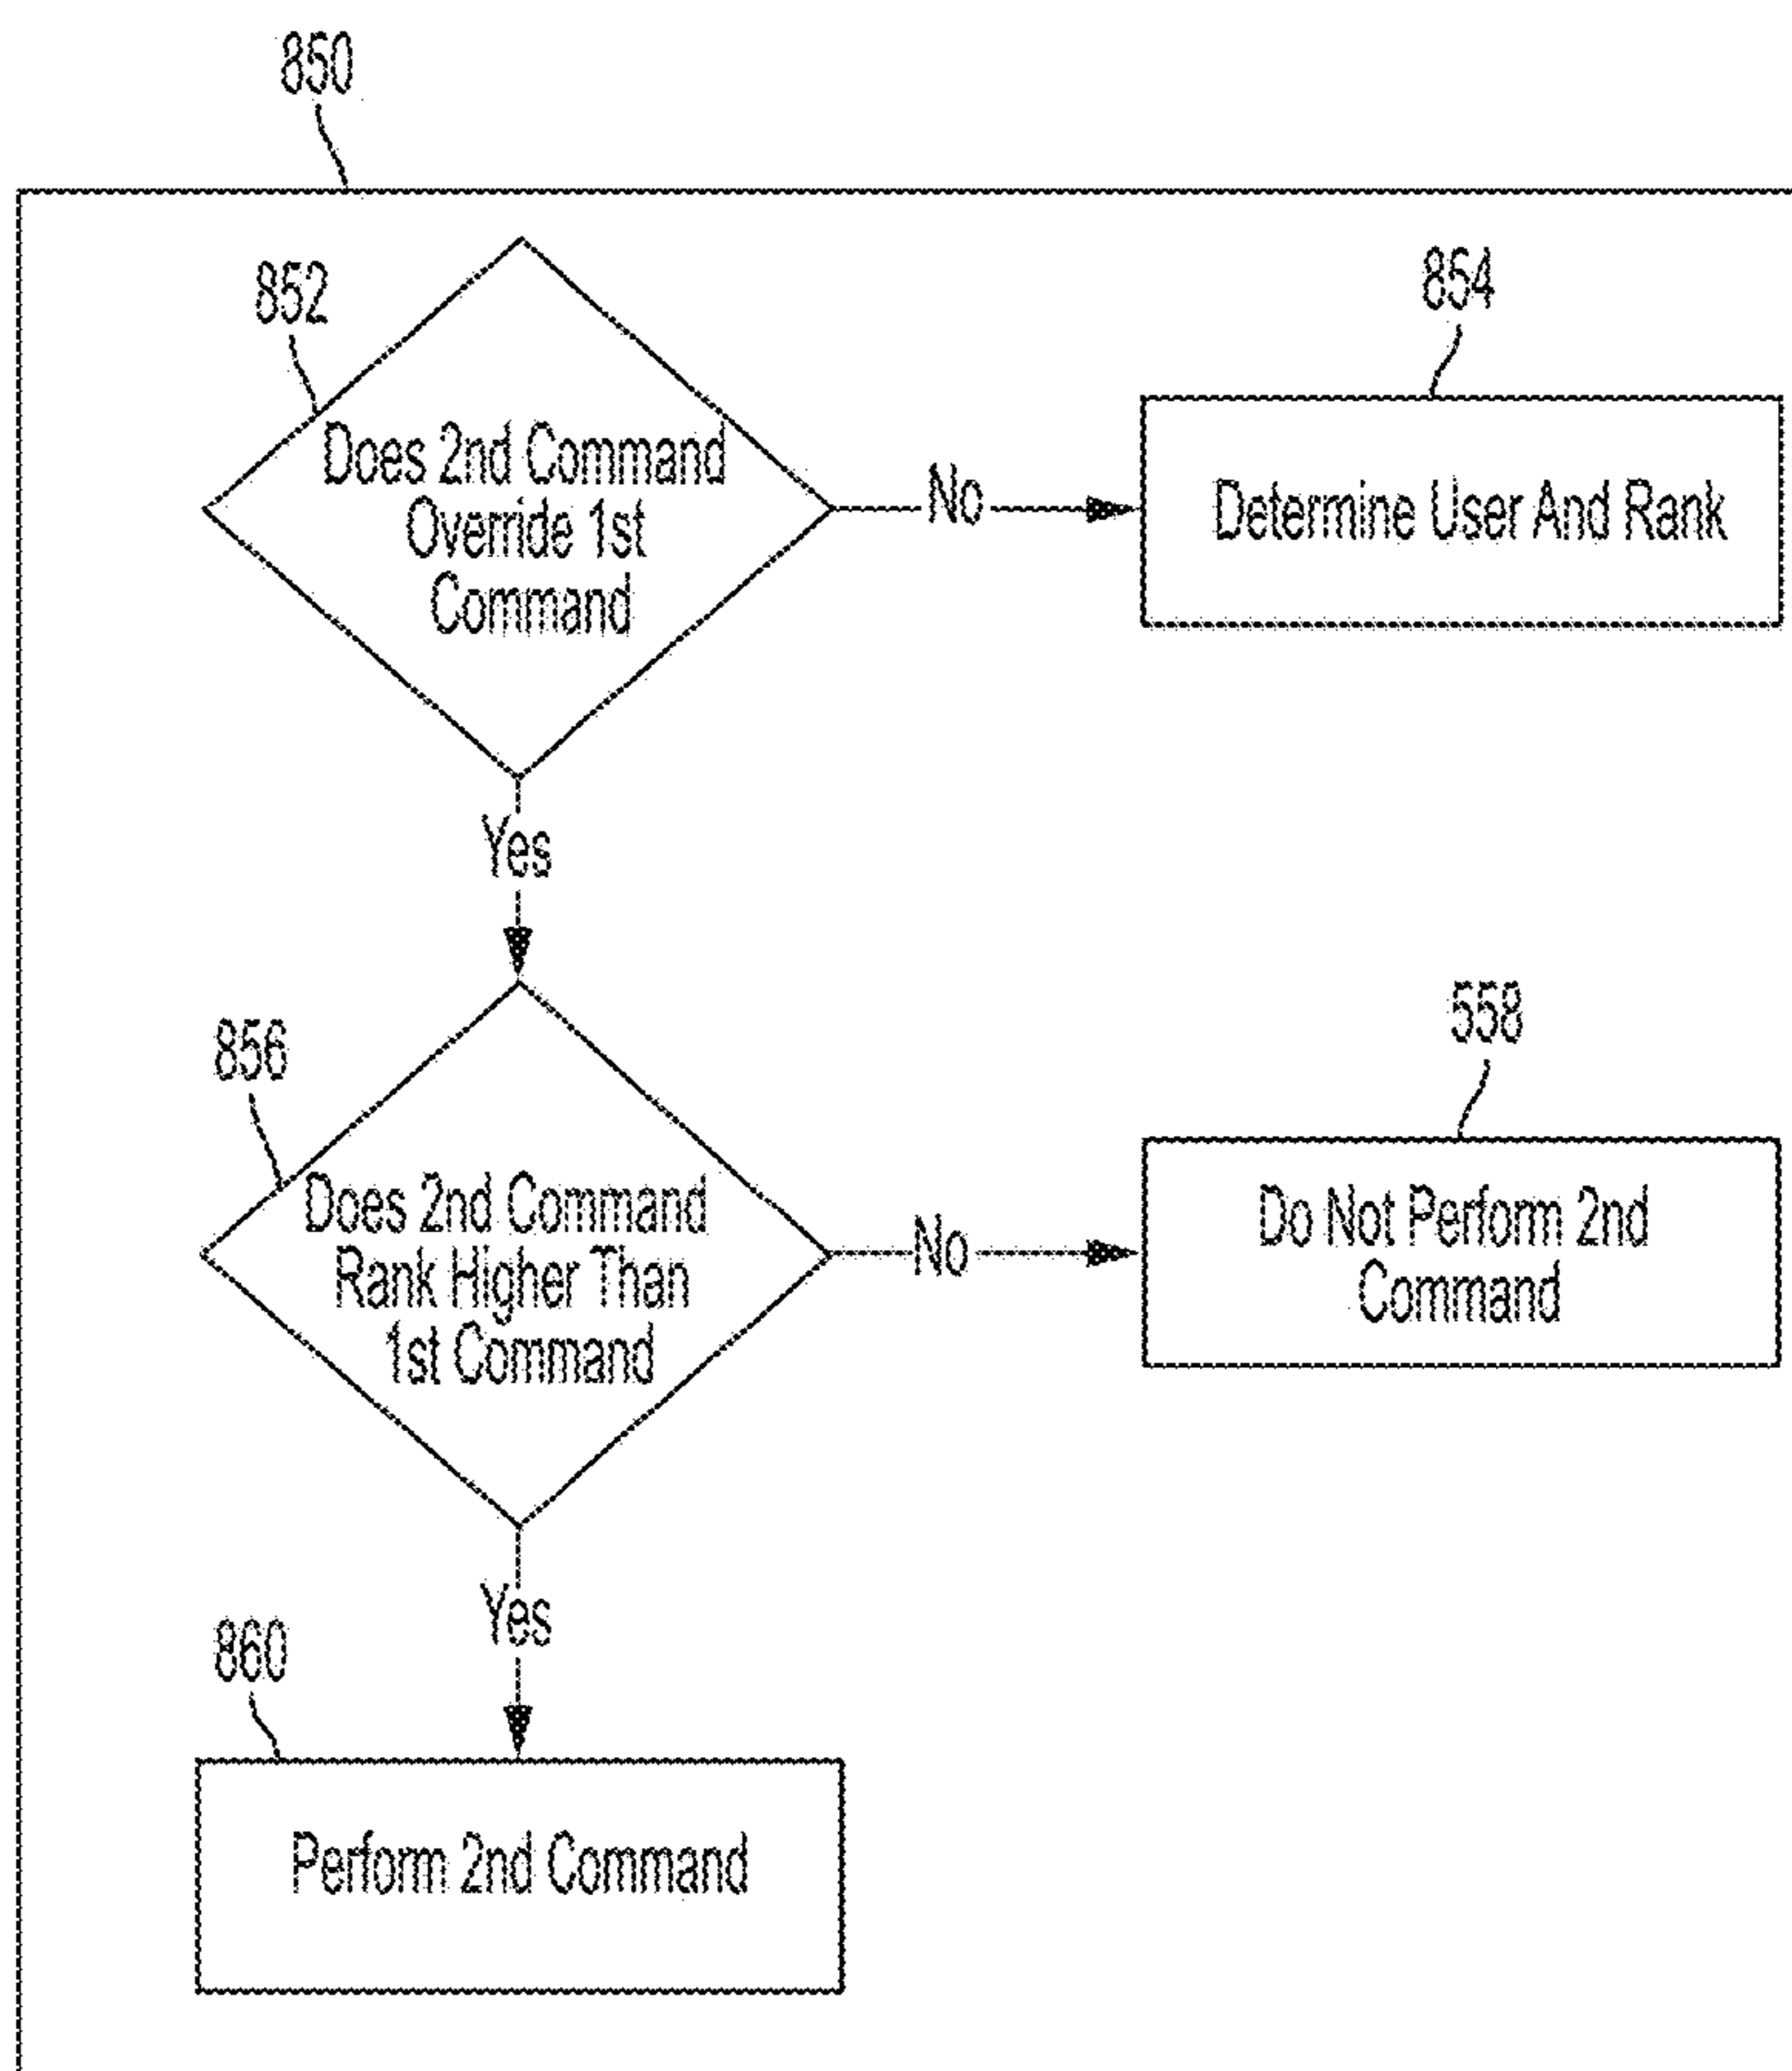 850
852
Does 2nd Command
Override 1st
Command
No
854
Determine User And Rank
Yes
856
Does 2nd Command
Rank Higher Than
1st Command
No
558
Do Not Perform 2nd
Command
Yes
860
Perform 2nd Command